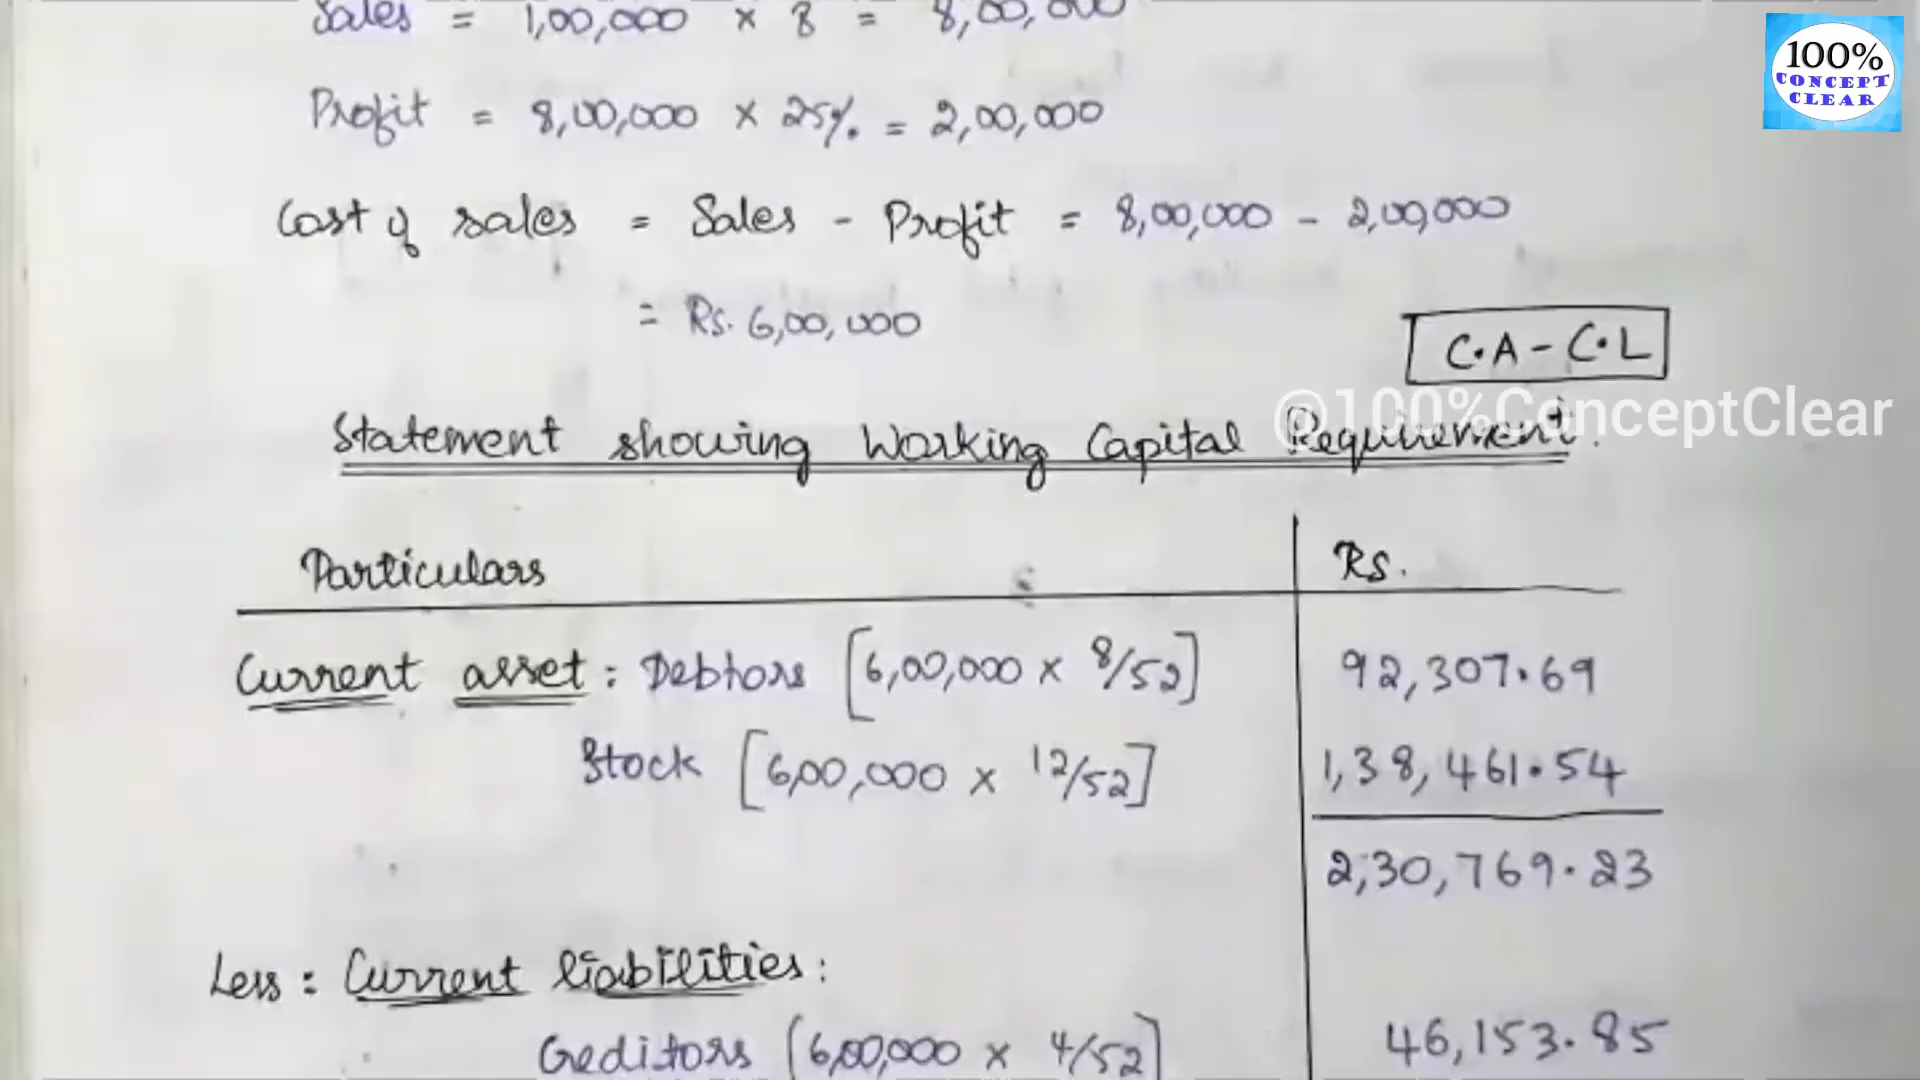 Sales = 1,00,000 × 8 = 8,00,000
100%
CONCEPT
CLEAR
Profit = 8,00,000 × 25% = 2,00,000
Cost of sales = Sales - Profit = 8,00,000 - 2,00,000
= Rs. 6,00,000
C.A - C.L
@100%ConceptClear
Statement showing Working Capital Requirement.
Particulars Rs.
Current asset : Debtors [6,00,000 × 8/52] 92,307.69
Stock [6,00,000 × 12/52] 1,38,461.54
2,30,769.23
Less : Current liabilities :
Creditors [6,00,000 × 4/52] 46,153.85